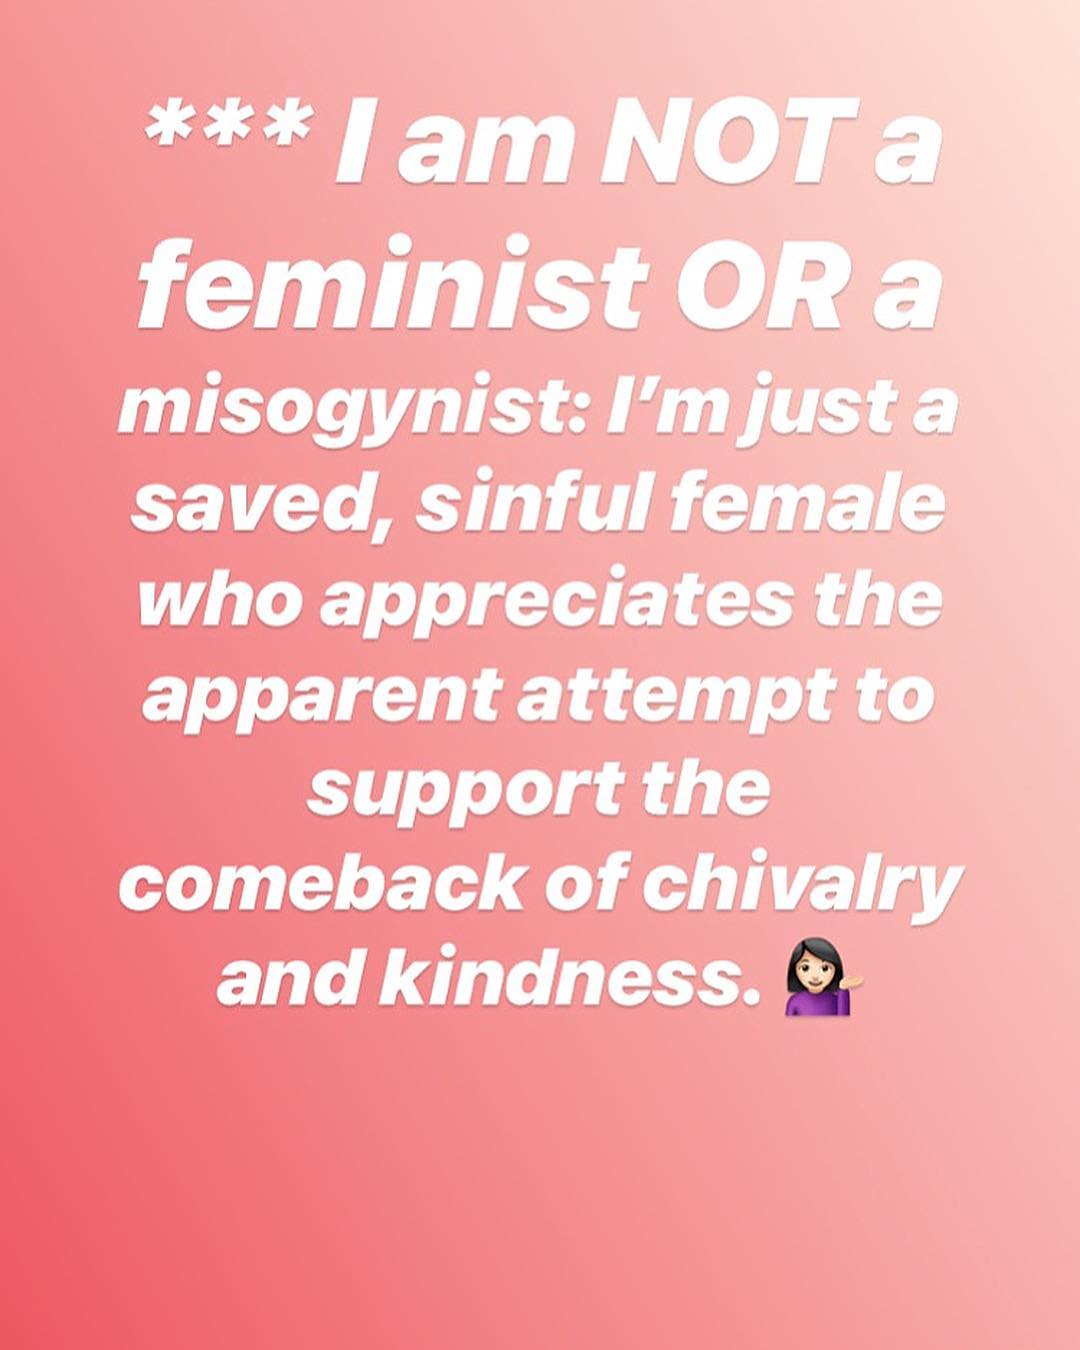 *** I am NOT a
feminist OR a
misogynist: I’m just a
saved, sinful female
who appreciates the
apparent attempt to
support the
comeback of chivalry
and kindness. 💁🏻‍♀️